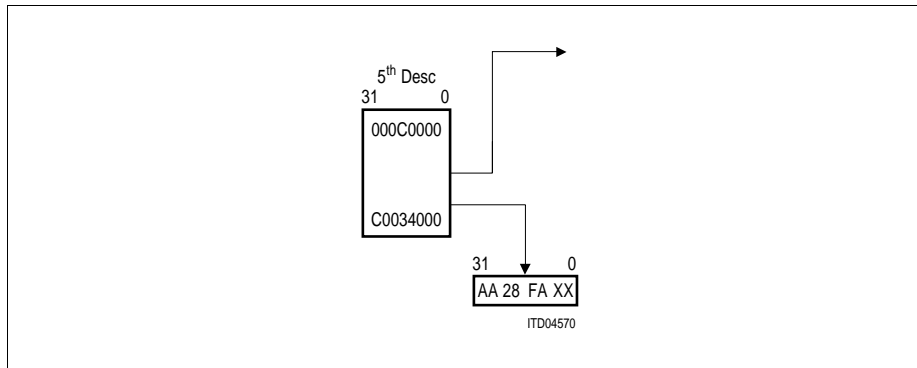 5th Desc
31 0
000C0000
C0034000
31 0
AA 28 FA XX
ITD04570